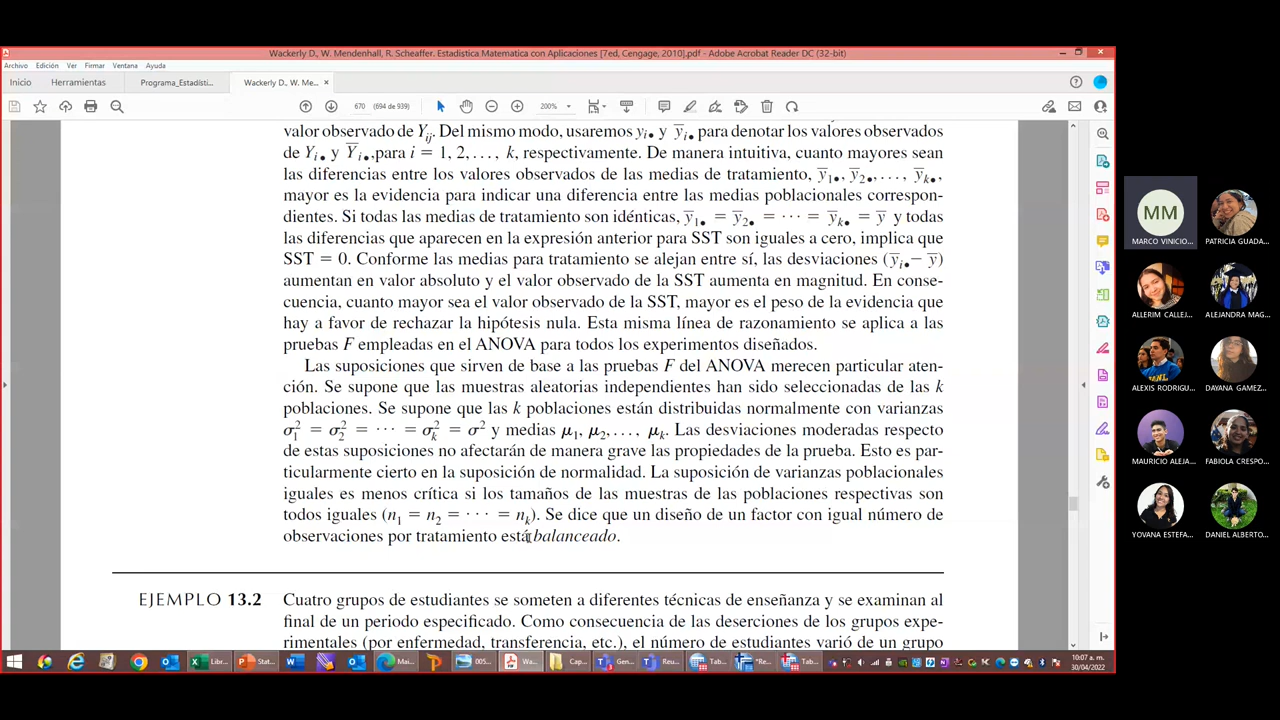 Wackerly D., W. Mendenhall, R. Scheaffer. Estadística Matematica con Aplicaciones [7ed, Cengage, 2010].pdf - Adobe Acrobat Reader DC (32-bit)
Archivo Edición Ver Firmar Ventana Ayuda
Inicio Herramientas Programa_Estadísti... Wackerly D., W. Me... ×
670 (694 de 939) 200%
valor observado de Yij. Del mismo modo, usaremos yi• y y̅i• para denotar los valores observados
de Yi• y Y̅i•,para i = 1, 2,..., k, respectivamente. De manera intuitiva, cuanto mayores sean
las diferencias entre los valores observados de las medias de tratamiento, y̅1•, y̅2•,..., y̅k•,
mayor es la evidencia para indicar una diferencia entre las medias poblacionales correspon-
dientes. Si todas las medias de tratamiento son idénticas, y̅1• = y̅2• = ··· = y̅k• = y̅ y todas
las diferencias que aparecen en la expresión anterior para SST son iguales a cero, implica que
SST = 0. Conforme las medias para tratamiento se alejan entre sí, las desviaciones (y̅i• − y̅)
aumentan en valor absoluto y el valor observado de la SST aumenta en magnitud. En conse-
cuencia, cuanto mayor sea el valor observado de la SST, mayor es el peso de la evidencia que
hay a favor de rechazar la hipótesis nula. Esta misma línea de razonamiento se aplica a las
pruebas F empleadas en el ANOVA para todos los experimentos diseñados.
Las suposiciones que sirven de base a las pruebas F del ANOVA merecen particular aten-
ción. Se supone que las muestras aleatorias independientes han sido seleccionadas de las k
poblaciones. Se supone que las k poblaciones están distribuidas normalmente con varianzas
σ₁² = σ₂² = ··· = σₖ² = σ² y medias μ₁, μ₂,..., μₖ. Las desviaciones moderadas respecto
de estas suposiciones no afectarán de manera grave las propiedades de la prueba. Esto es par-
ticularmente cierto en la suposición de normalidad. La suposición de varianzas poblacionales
iguales es menos crítica si los tamaños de las muestras de las poblaciones respectivas son
todos iguales (n₁ = n₂ = ··· = nₖ). Se dice que un diseño de un factor con igual número de
observaciones por tratamiento está balanceado.
EJEMPLO 13.2 Cuatro grupos de estudiantes se someten a diferentes técnicas de enseñanza y se examinan al
final de un periodo especificado. Como consecuencia de las deserciones de los grupos expe-
rimentales (por enfermedad, transferencia, etc.), el número de estudiantes varió de un grupo
MM
MARCO VINICIO...
PATRICIA GUADA...
ALLERIM CALLEJ...
ALEJANDRA MAG...
ALEXIS RODRIGU...
DAYANA GAMEZ...
MAURICIO ALEJA...
FABIOLA CRESPO...
YOVANA ESTEFA...
DANIEL ALBERTO...
Libr... Stat... Mai... 005... Wa... Cap... Gen... Reu... Tab... "Re... Tab...
10:07 a. m.
30/04/2022